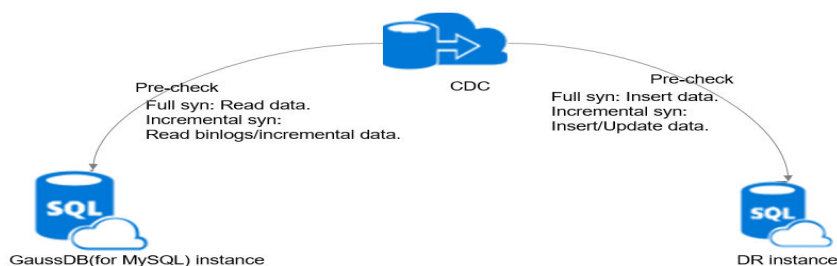 CDC
Pre-check
Full syn: Read data.
Incremental syn:
Read binlogs/incremental data.
Pre-check
Full syn: Insert data.
Incremental syn:
Insert/Update data.
SQL
GaussDB(for MySQL) instance
SQL
DR instance